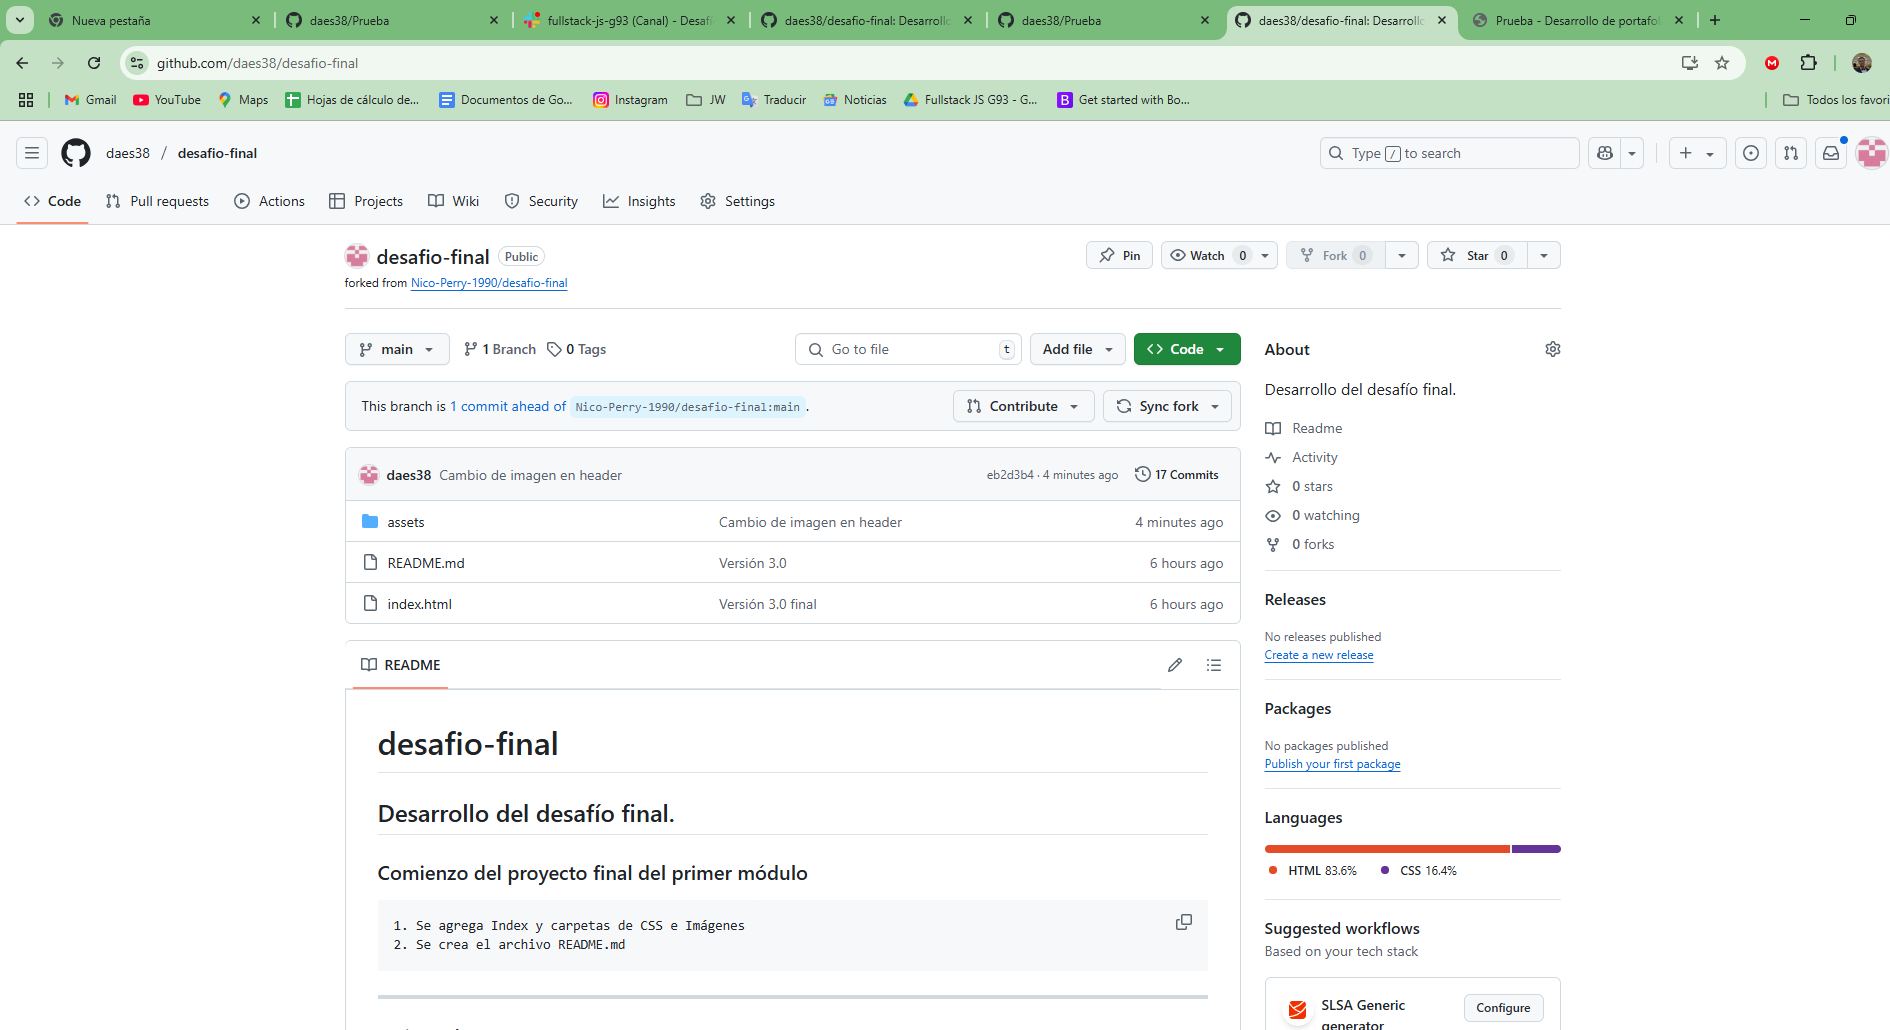 Nueva pestaña
daes38/Prueba
fullstack-js-g93 (Canal) - Desafí
daes38/desafio-final: Desarrollo
daes38/Prueba
daes38/desafio-final: Desarrollo
Prueba - Desarrollo de portafol
github.com/daes38/desafio-final
Gmail
YouTube
Maps
Hojas de cálculo de...
Documentos de Go...
Instagram
JW
Traducir
Noticias
Fullstack JS G93 - G...
Get started with Bo...
Todos los favori
daes38 / desafio-final
Type / to search
Code
Pull requests
Actions
Projects
Wiki
Security
Insights
Settings
desafio-final Public
forked from Nico-Perry-1990/desafio-final
Pin
Watch 0
Fork 0
Star 0
main
1 Branch
0 Tags
Go to file t
Add file
Code
This branch is 1 commit ahead of Nico-Perry-1990/desafio-final:main .
Contribute
Sync fork
daes38 Cambio de imagen en header eb2d3b4 · 4 minutes ago 17 Commits
assets Cambio de imagen en header 4 minutes ago
README.md Versión 3.0 6 hours ago
index.html Versión 3.0 final 6 hours ago
README
desafio-final
Desarrollo del desafío final.
Comienzo del proyecto final del primer módulo
1. Se agrega Index y carpetas de CSS e Imágenes
2. Se crea el archivo README.md
About
Desarrollo del desafío final.
Readme
Activity
0 stars
0 watching
0 forks
Releases
No releases published
Create a new release
Packages
No packages published
Publish your first package
Languages
HTML 83.6%
CSS 16.4%
Suggested workflows
Based on your tech stack
SLSA Generic
generator
Configure